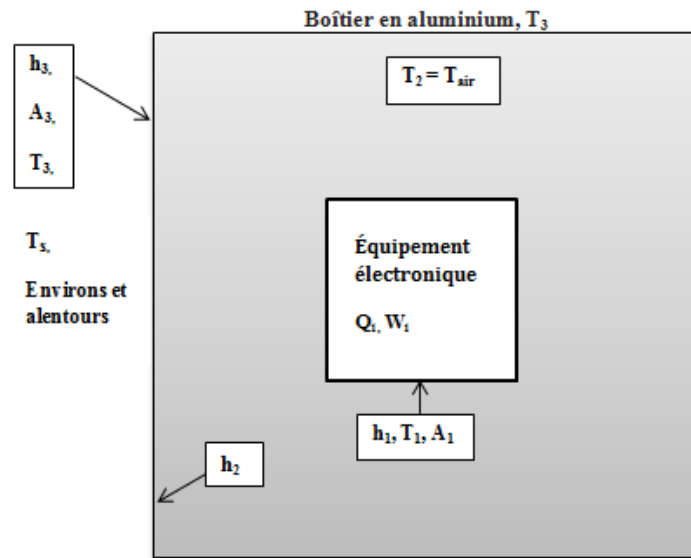 Boîtier en aluminium, T₃
h₃,
A₃,
T₃,
T₂ = Tₐᵢᵣ
Tₛ,
Environs et
alentours
Équipement
électronique
Q₁, W₁
h₁, T₁, A₁
h₂